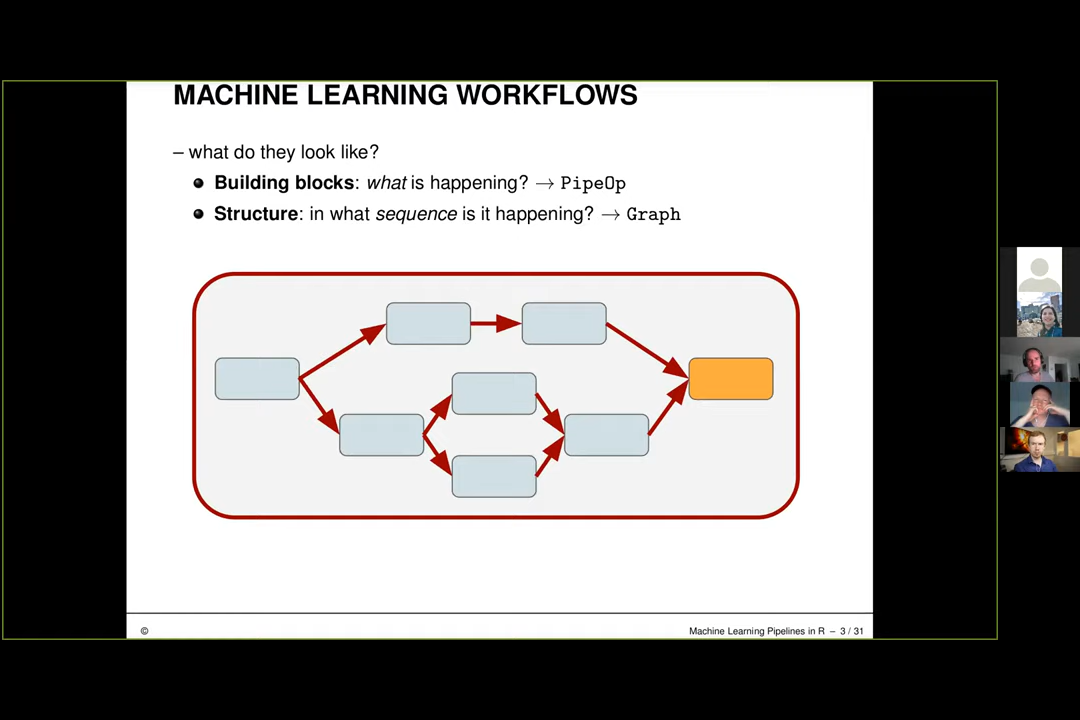 MACHINE LEARNING WORKFLOWS
– what do they look like?
Building blocks: what is happening? → PipeOp
Structure: in what sequence is it happening? → Graph
©
Machine Learning Pipelines in R – 3 / 31